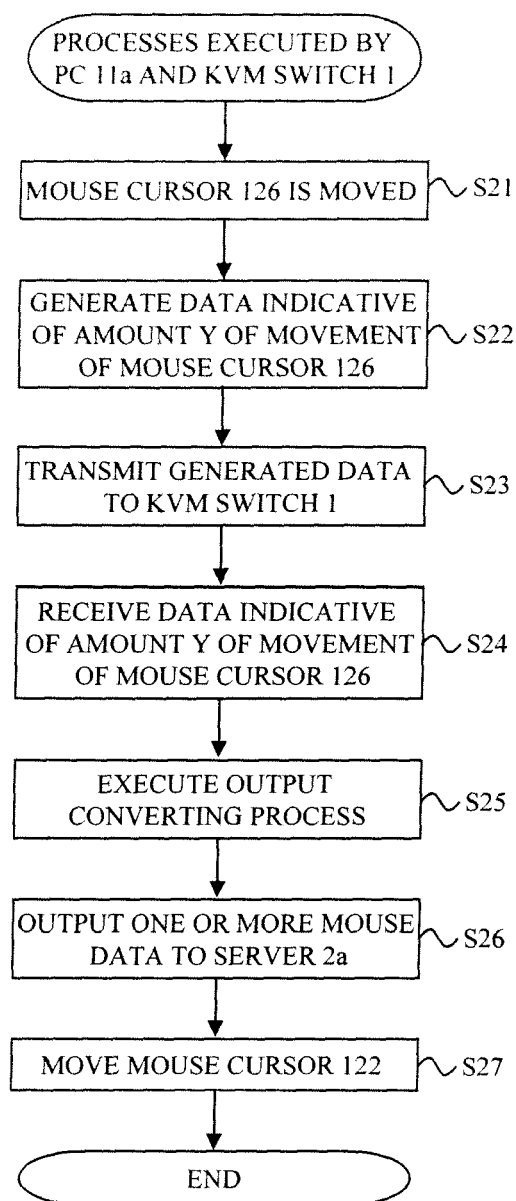 PROCESSES EXECUTED BY
PC 11a AND KVM SWITCH 1
MOUSE CURSOR 126 IS MOVED
S21
GENERATE DATA INDICATIVE
OF AMOUNT Y OF MOVEMENT
OF MOUSE CURSOR 126
S22
TRANSMIT GENERATED DATA
TO KVM SWITCH 1
S23
RECEIVE DATA INDICATIVE
OF AMOUNT Y OF MOVEMENT
OF MOUSE CURSOR 126
S24
EXECUTE OUTPUT
CONVERTING PROCESS
S25
OUTPUT ONE OR MORE MOUSE
DATA TO SERVER 2a
S26
MOVE MOUSE CURSOR 122
S27
END